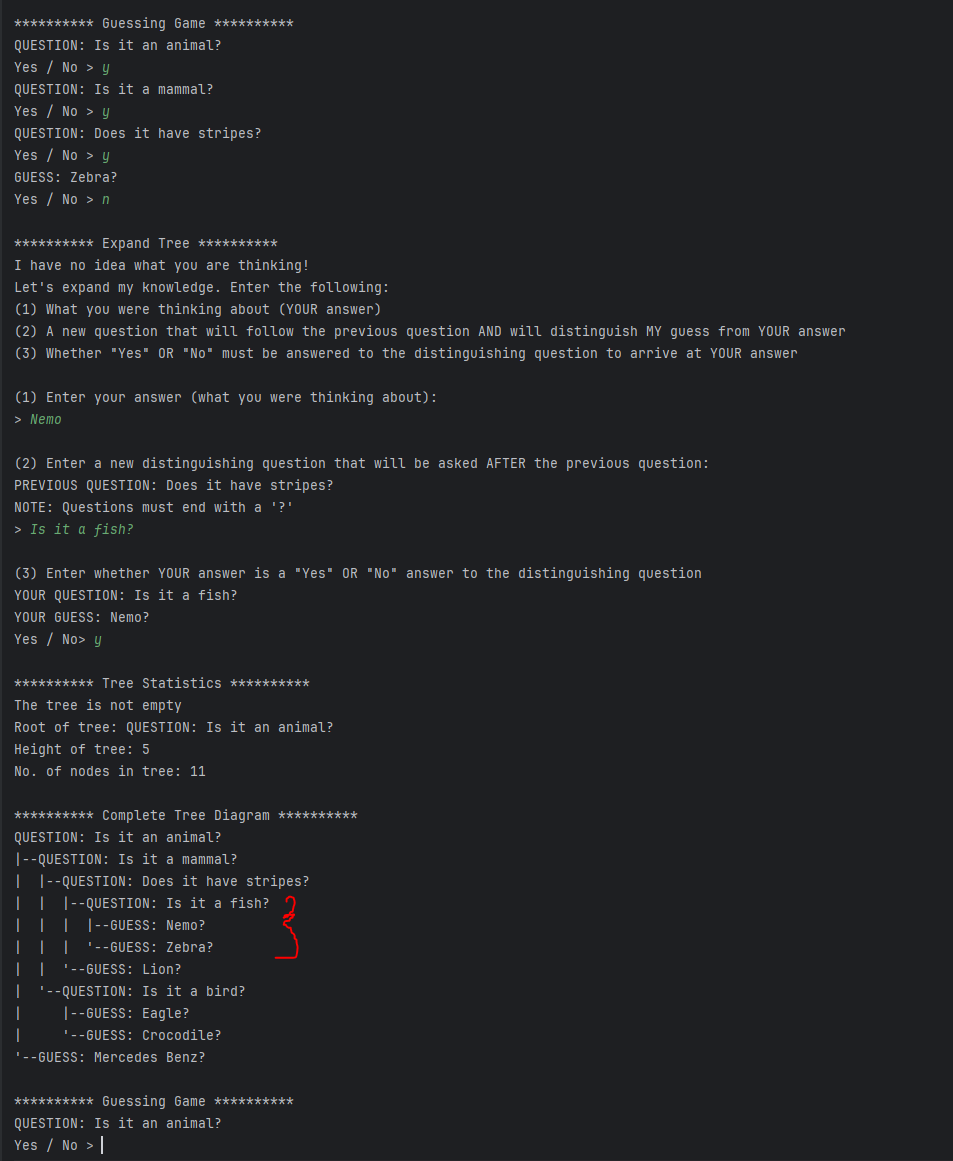 ********** Guessing Game **********
QUESTION: Is it an animal?
Yes / No > y
QUESTION: Is it a mammal?
Yes / No > y
QUESTION: Does it have stripes?
Yes / No > y
GUESS: Zebra?
Yes / No > n
********** Expand Tree **********
I have no idea what you are thinking!
Let's expand my knowledge. Enter the following:
(1) What you were thinking about (YOUR answer)
(2) A new question that will follow the previous question AND will distinguish MY guess from YOUR answer
(3) Whether "Yes" OR "No" must be answered to the distinguishing question to arrive at YOUR answer
(1) Enter your answer (what you were thinking about):
> Nemo
(2) Enter a new distinguishing question that will be asked AFTER the previous question:
PREVIOUS QUESTION: Does it have stripes?
NOTE: Questions must end with a '?'
> Is it a fish?
(3) Enter whether YOUR answer is a "Yes" OR "No" answer to the distinguishing question
YOUR QUESTION: Is it a fish?
YOUR GUESS: Nemo?
Yes / No> y
********** Tree Statistics **********
The tree is not empty
Root of tree: QUESTION: Is it an animal?
Height of tree: 5
No. of nodes in tree: 11
********** Complete Tree Diagram **********
QUESTION: Is it an animal?
|--QUESTION: Is it a mammal?
|  |--QUESTION: Does it have stripes?
|  |  |--QUESTION: Is it a fish?
|  |  |  |--GUESS: Nemo?
|  |  |  '--GUESS: Zebra?
|  |  '--GUESS: Lion?
|  '--QUESTION: Is it a bird?
|     |--GUESS: Eagle?
|     '--GUESS: Crocodile?
'--GUESS: Mercedes Benz?
********** Guessing Game **********
QUESTION: Is it an animal?
Yes / No >